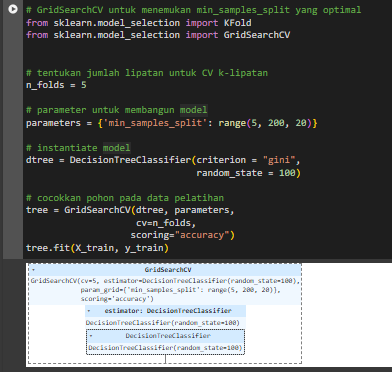 # GridSearchCV untuk menemukan min_samples_split yang optimal
from sklearn.model_selection import KFold
from sklearn.model_selection import GridSearchCV
# tentukan jumlah lipatan untuk CV k-lipatan
n_folds = 5
# parameter untuk membangun model
parameters = {'min_samples_split': range(5, 200, 20)}
# instantiate model
dtree = DecisionTreeClassifier(criterion = "gini",
random_state = 100)
# cocokkan pohon pada data pelatihan
tree = GridSearchCV(dtree, parameters,
cv=n_folds,
scoring="accuracy")
tree.fit(X_train, y_train)
GridSearchCV
GridSearchCV(cv=5, estimator=DecisionTreeClassifier(random_state=100),
param_grid={'min_samples_split': range(5, 200, 20)},
scoring='accuracy')
estimator: DecisionTreeClassifier
DecisionTreeClassifier(random_state=100)
DecisionTreeClassifier
DecisionTreeClassifier(random_state=100)